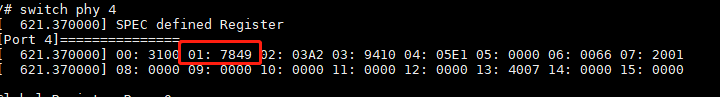 /# switch phy 4
[  621.370000] SPEC defined Register
[Port 4]===============
[  621.370000] 00: 3100 01: 7849 02: 03A2 03: 9410 04: 05E1 05: 0000 06: 0066 07: 2001
[  621.370000] 08: 0000 09: 0000 10: 0000 11: 0000 12: 0000 13: 4007 14: 0000 15: 0000